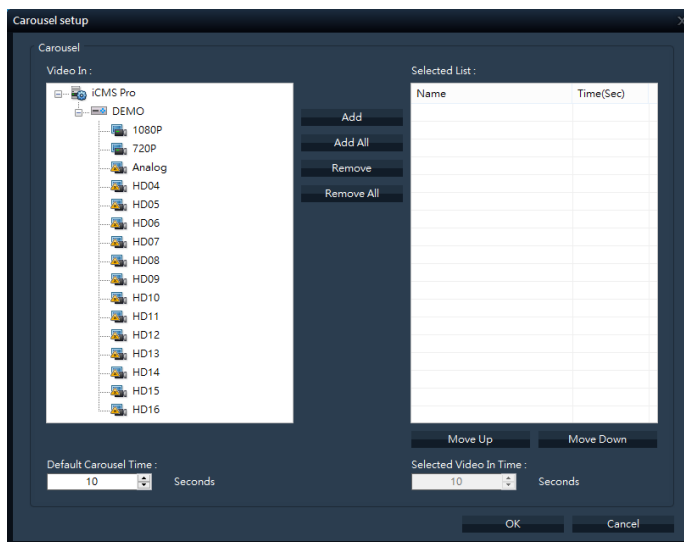 Carousel setup
Carousel
Video In :
Selected List :
iCMS Pro
DEMO
1080P
720P
Analog
HD04
HD05
HD06
HD07
HD08
HD09
HD10
HD11
HD12
HD13
HD14
HD15
HD16
Add
Add All
Remove
Remove All
Name Time(Sec)
Move Up Move Down
Default Carousel Time :
10 Seconds
Selected Video In Time :
10 Seconds
OK Cancel